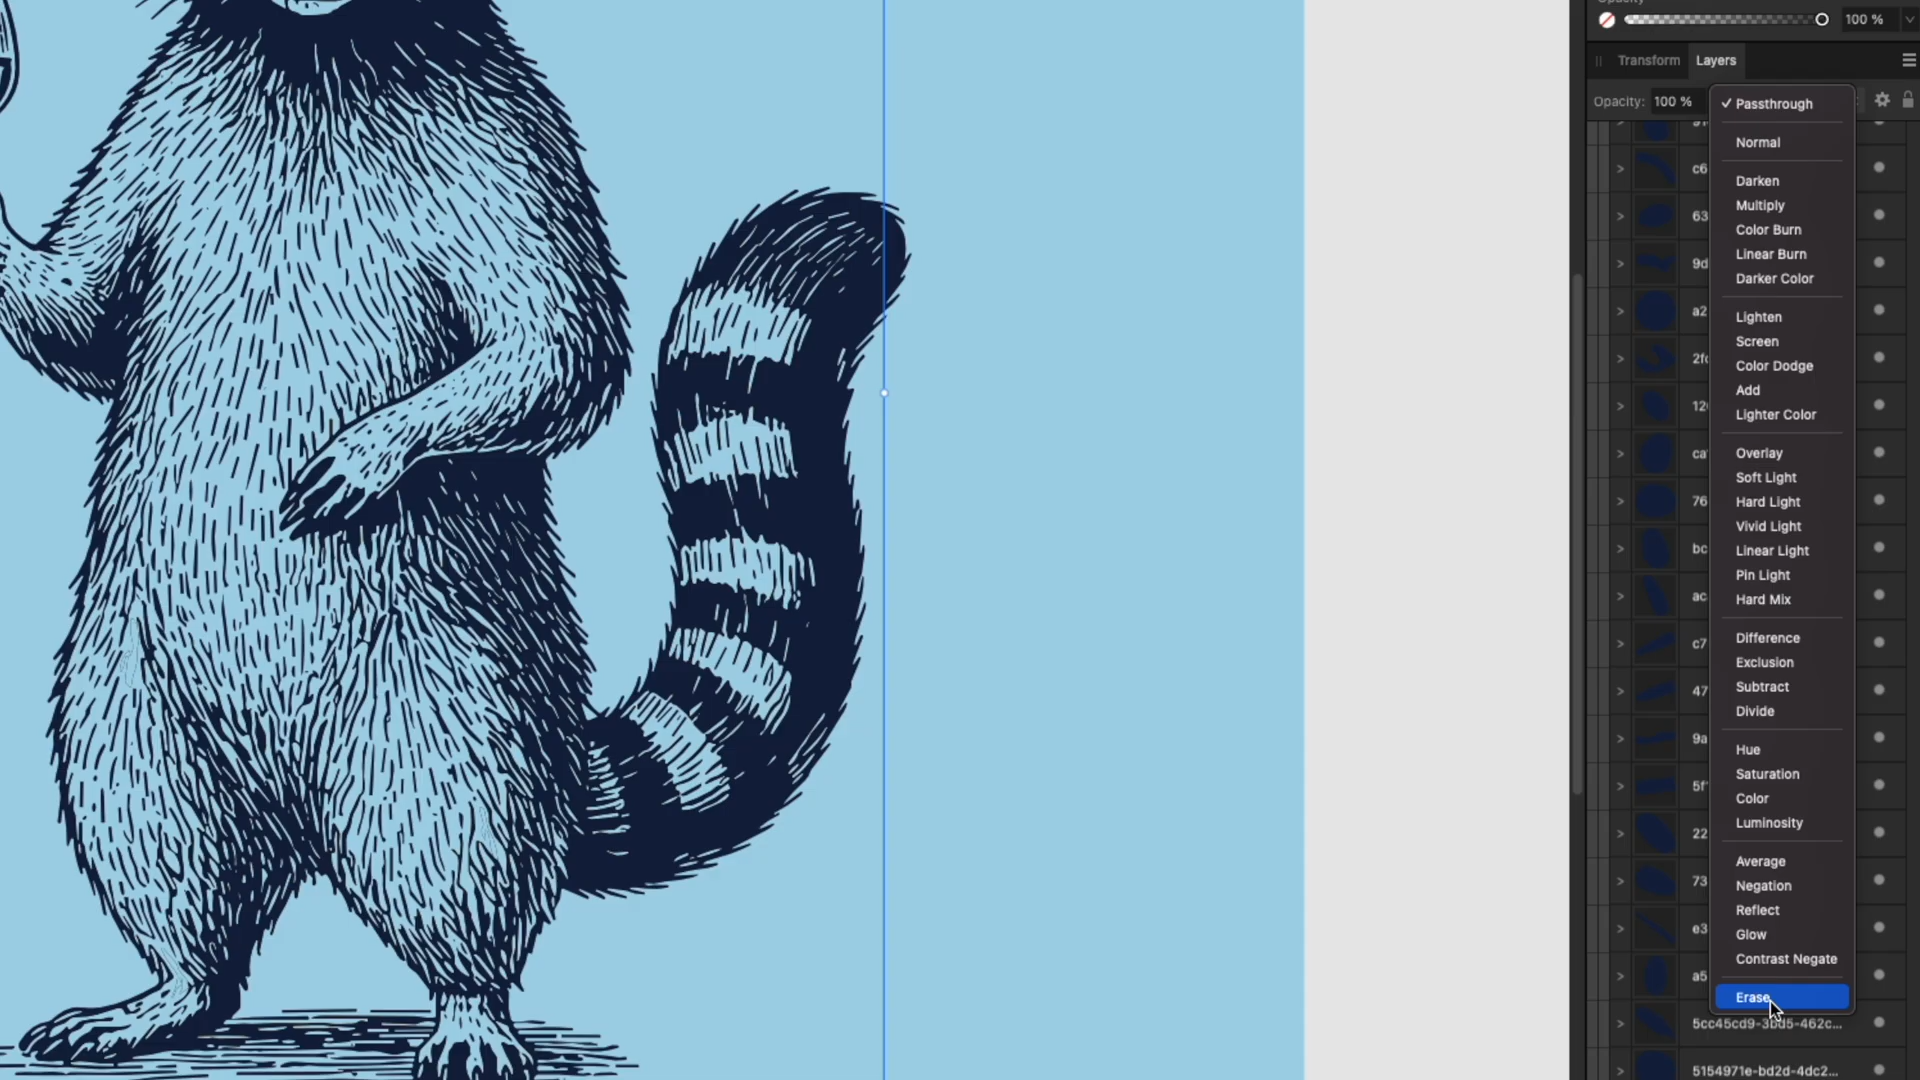 100 %
Transform Layers
Opacity: 100 %
✓ Passthrough
Normal
c6
Darken
Multiply
63
Color Burn
Linear Burn
9d
Darker Color
a2
Lighten
Screen
2f
Color Dodge
Add
12
Lighter Color
ca
Overlay
Soft Light
76
Hard Light
Vivid Light
bc
Linear Light
Pin Light
ac
Hard Mix
c7
Difference
Exclusion
47
Subtract
Divide
9a
Hue
Saturation
5f
Color
Luminosity
22
Average
73
Negation
Reflect
e3
Glow
Contrast Negate
a5
Erase
5cc45cd9-3bd5-462c...
5154971e-bd2d-4dc2...